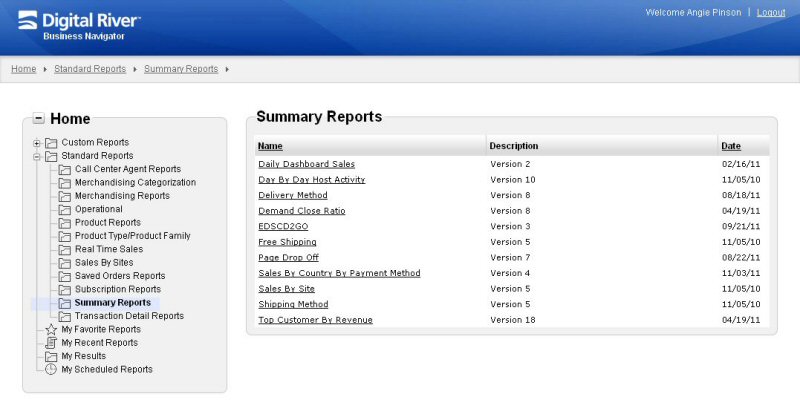 Digital River
Business Navigator
Welcome Angie Pinson | Logout
Home ▸ Standard Reports ▸ Summary Reports ▸
Home
Custom Reports
Standard Reports
Call Center Agent Reports
Merchandising Categorization
Merchandising Reports
Operational
Product Reports
Product Type/Product Family
Real Time Sales
Sales By Sites
Saved Orders Reports
Subscription Reports
Summary Reports
Transaction Detail Reports
My Favorite Reports
My Recent Reports
My Results
My Scheduled Reports
Summary Reports
Name Description Date
Daily Dashboard Sales Version 2 02/16/11
Day By Day Host Activity Version 10 11/05/10
Delivery Method Version 8 08/18/11
Demand Close Ratio Version 8 04/19/11
EDSCD2GO Version 3 09/21/11
Free Shipping Version 5 11/05/10
Page Drop Off Version 7 08/22/11
Sales By Country By Payment Method Version 4 11/03/11
Sales By Site Version 5 11/05/10
Shipping Method Version 5 11/05/10
Top Customer By Revenue Version 18 04/19/11